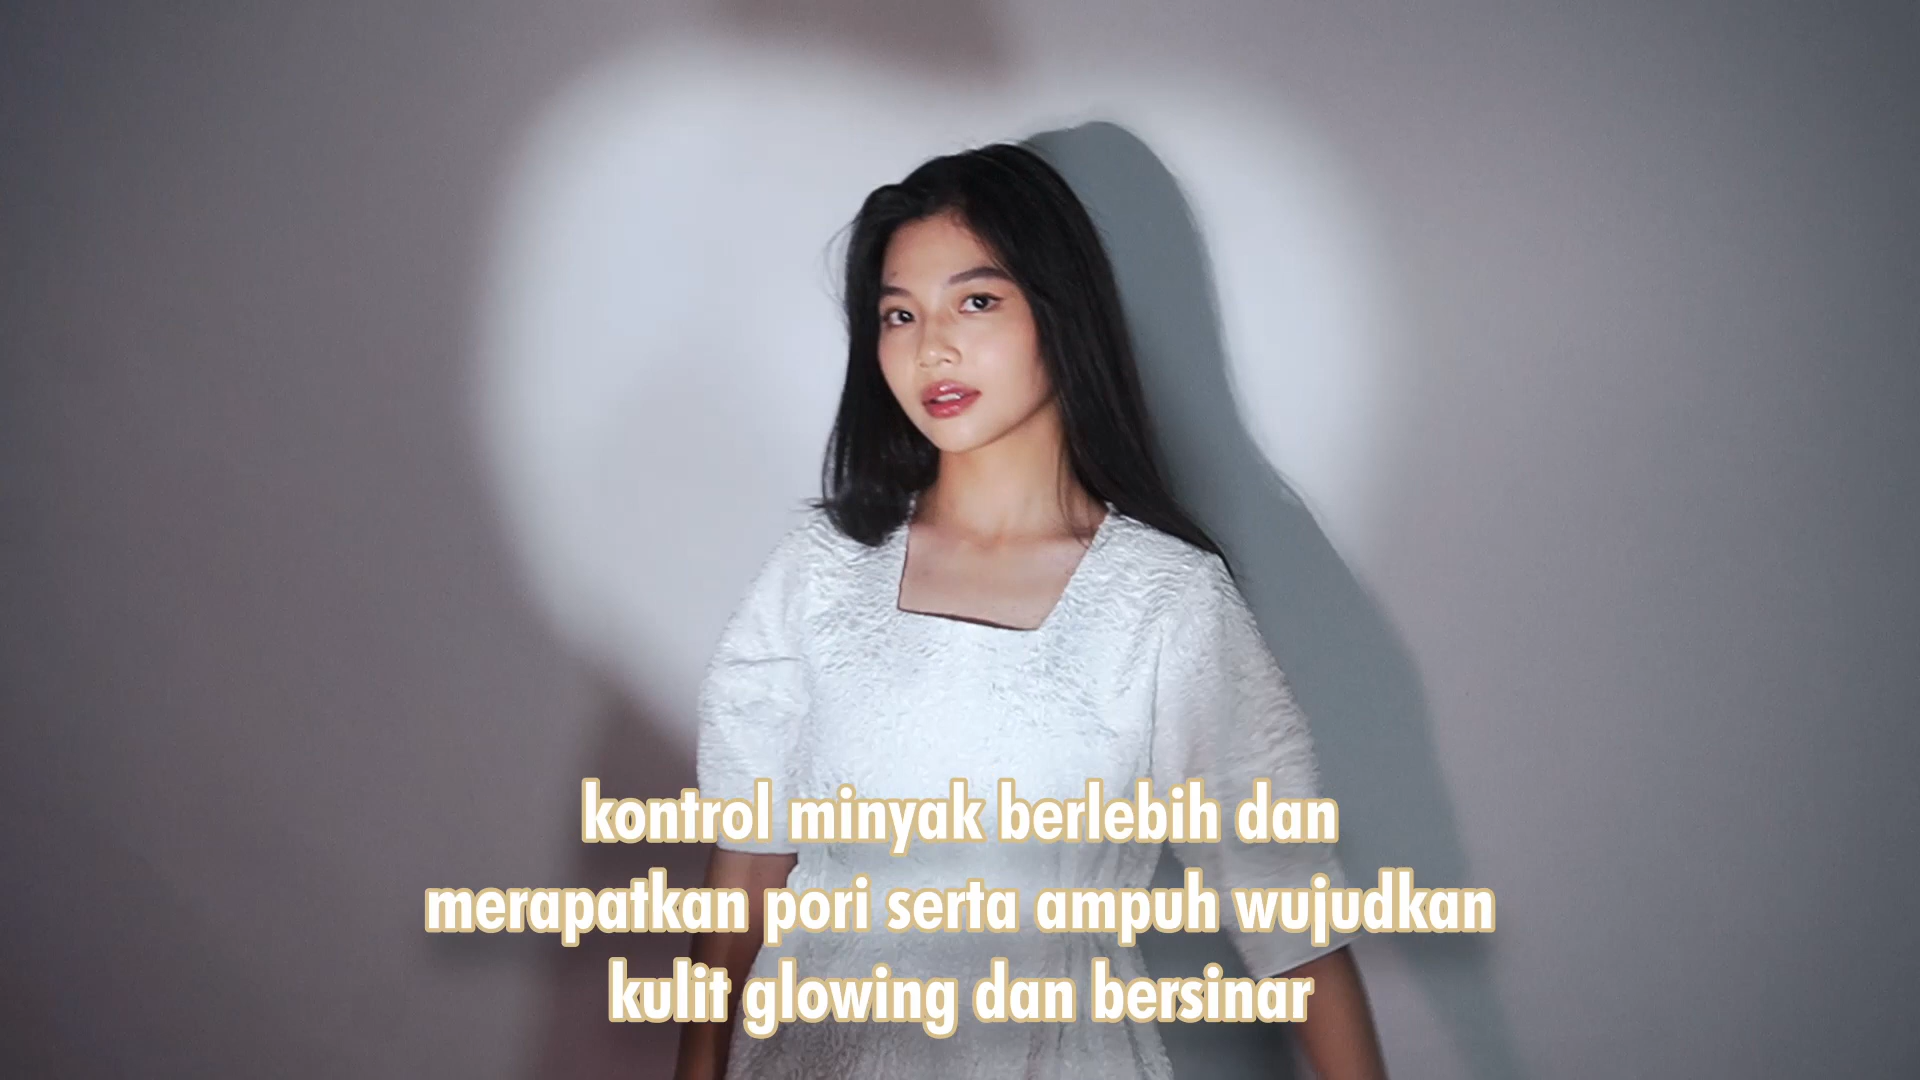 kontrol minyak berlebih dan
merapatkan pori serta ampuh wujudkan
kulit glowing dan bersinar